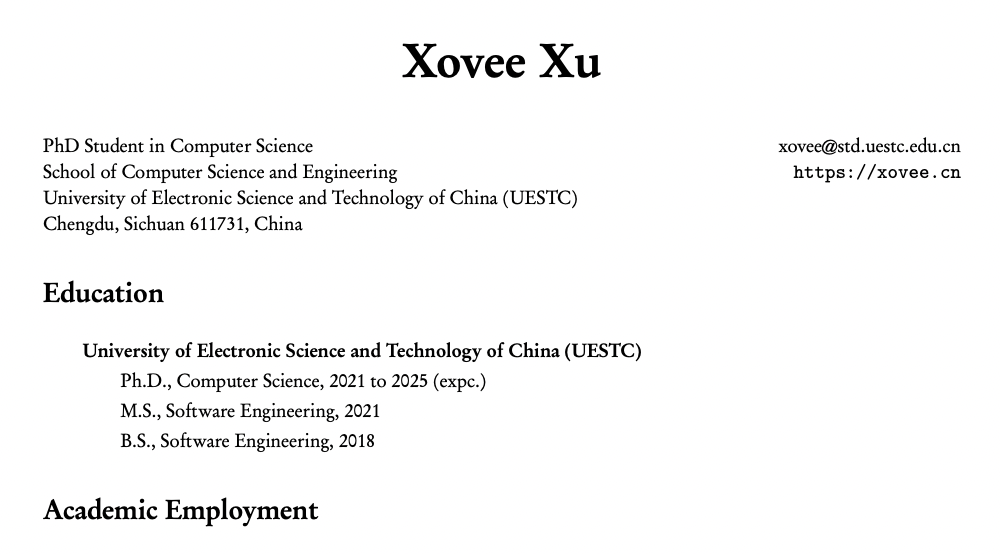 Xovee Xu
PhD Student in Computer Science
xovee@std.uestc.edu.cn
School of Computer Science and Engineering
https://xovee.cn
University of Electronic Science and Technology of China (UESTC)
Chengdu, Sichuan 611731, China
Education
University of Electronic Science and Technology of China (UESTC)
Ph.D., Computer Science, 2021 to 2025 (expc.)
M.S., Software Engineering, 2021
B.S., Software Engineering, 2018
Academic Employment